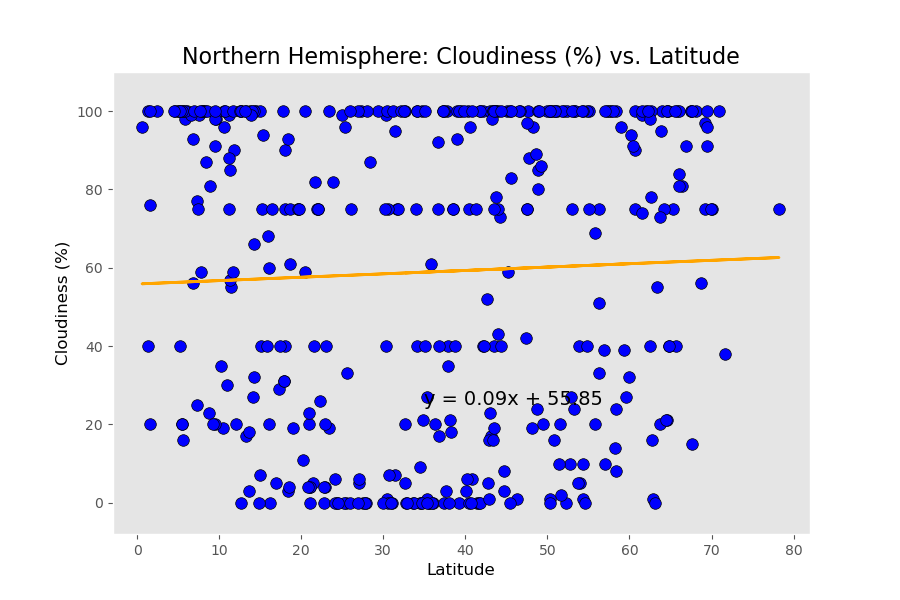 Northern Hemisphere: Cloudiness (%) vs. Latitude
100
80
60
40
20
0
Cloudiness (%)
y = 0.09x + 55.85
0 10 20 30 40 50 60 70 80
Latitude